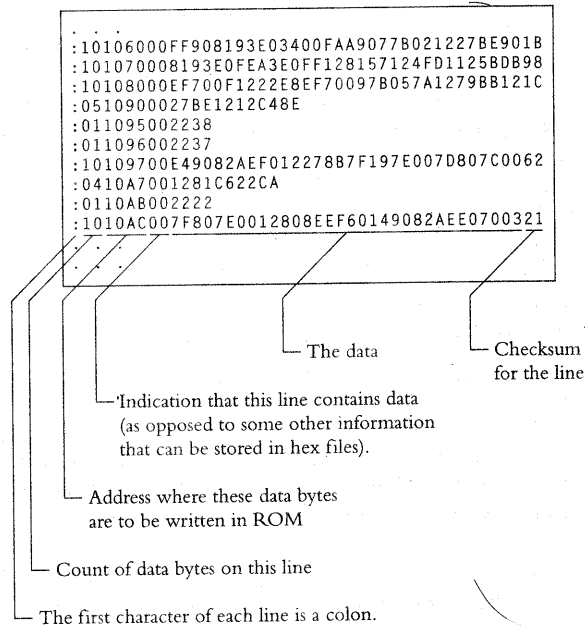 . . .
:10106000FF908193E03400FAA9077B021227BE901B
:101070008193E0FEA3E0FF128157124FD1125BDB98
:10108000EF700F1222E8EF70097B057A1279BB121C
:0510900027BE1212C48E
:011095002238
:011096002237
:10109700E49082AEF012278B7F197E007D807C0062
:0410A7001281C622CA
:0110AB002222
:1010AC007F807E0012808EEF60149082AEE0700321
. . .
The data
Checksum
for the line
Indication that this line contains data
(as opposed to some other information
that can be stored in hex files).
Address where these data bytes
are to be written in ROM
Count of data bytes on this line
The first character of each line is a colon.